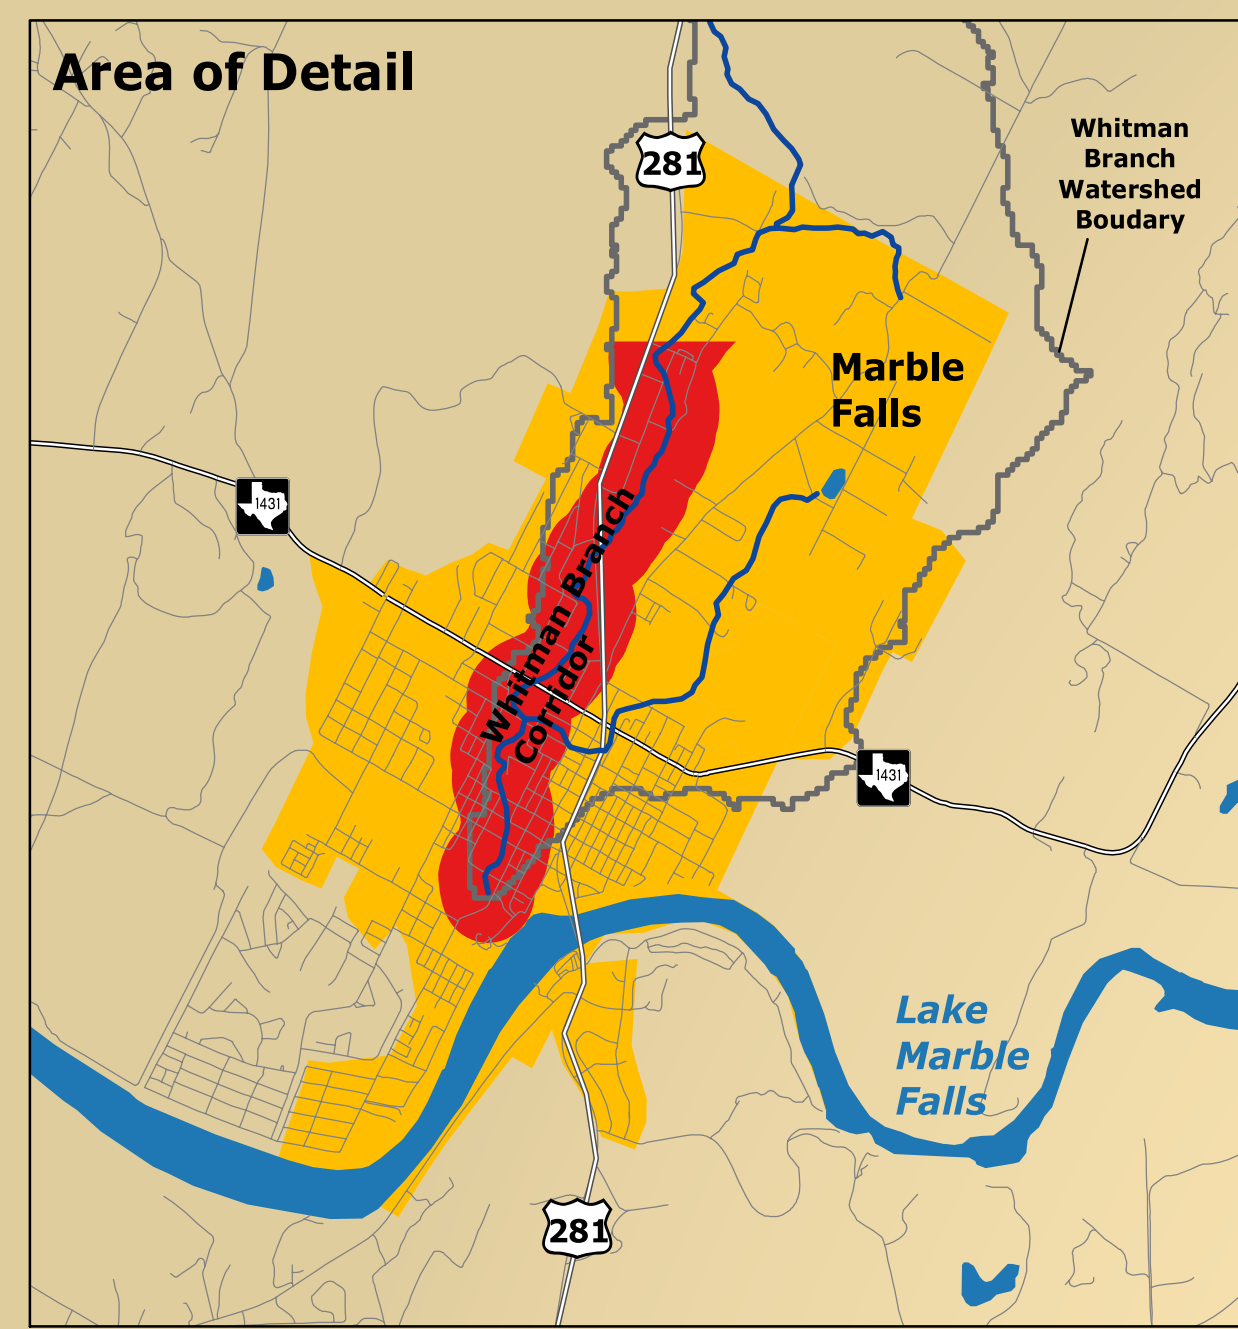 Area of Detail
281
Whitman
Branch
Watershed
Boudary
Marble
Falls
1431
Whitman Branch
Corridor
1431
Lake
Marble
Falls
281